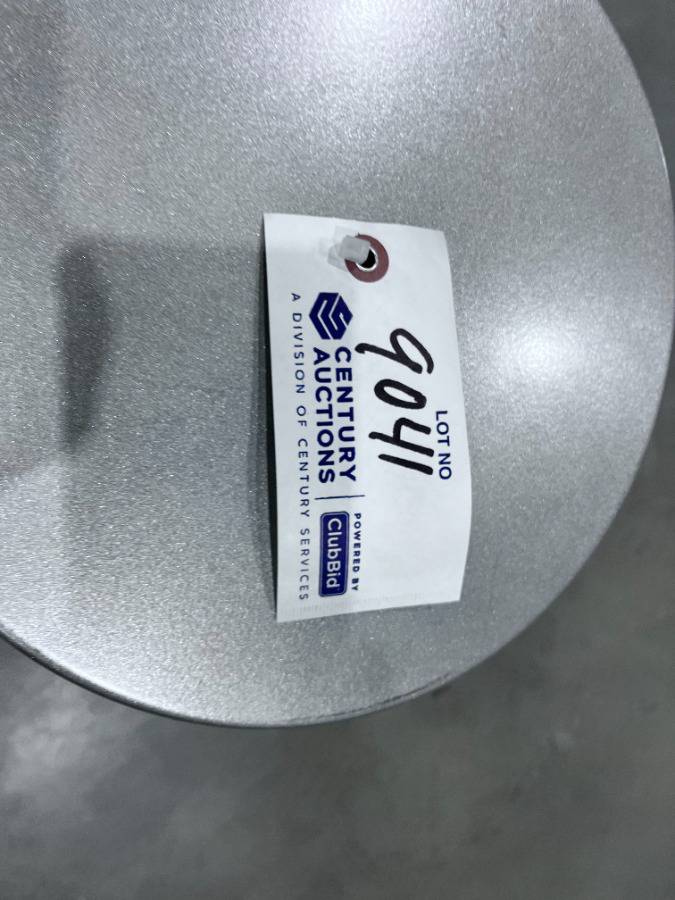 LOT NO
9041
CENTURY
AUCTIONS
POWERED BY
ClubBid
A DIVISION OF CENTURY SERVICES